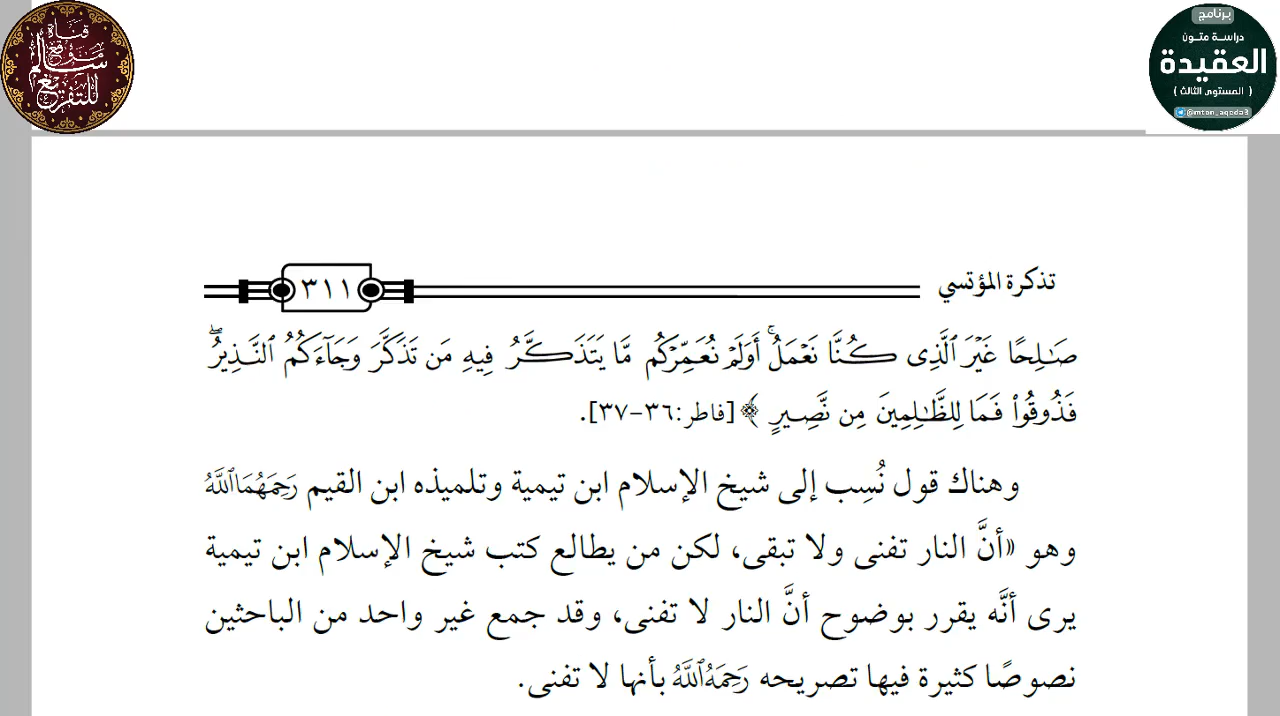 قناة
موقع
سالم
للتفريغ
برنامج
دراسة متون
العقيدة
( المستوى الثالث )
@mton_aqeda3
تذكرة المؤتسي
٣١١
صَٰلِحًا غَيْرَ ٱلَّذِى كُنَّا نَعْمَلُ ۚ أَوَلَمْ نُعَمِّرْكُم مَّا يَتَذَكَّرُ فِيهِ مَن تَذَكَّرَ وَجَآءَكُمُ ٱلنَّذِيرُ ۖ
فَذُوقُوا۟ فَمَا لِلظَّٰلِمِينَ مِن نَّصِيرٍ ﴾ [فاطر:٣٦-٣٧].
وهناك قول نُسِب إلى شيخ الإسلام ابن تيمية وتلميذه ابن القيم رَحِمَهُمَاٱللَّهُ
وهو «أنَّ النار تفنى ولا تبقى، لكن من يطالع كتب شيخ الإسلام ابن تيمية
يرى أنَّه يقرر بوضوح أنَّ النار لا تفنى، وقد جمع غير واحد من الباحثين
نصوصًا كثيرة فيها تصريحه رَحِمَهُٱللَّهُ بأنها لا تفنى.